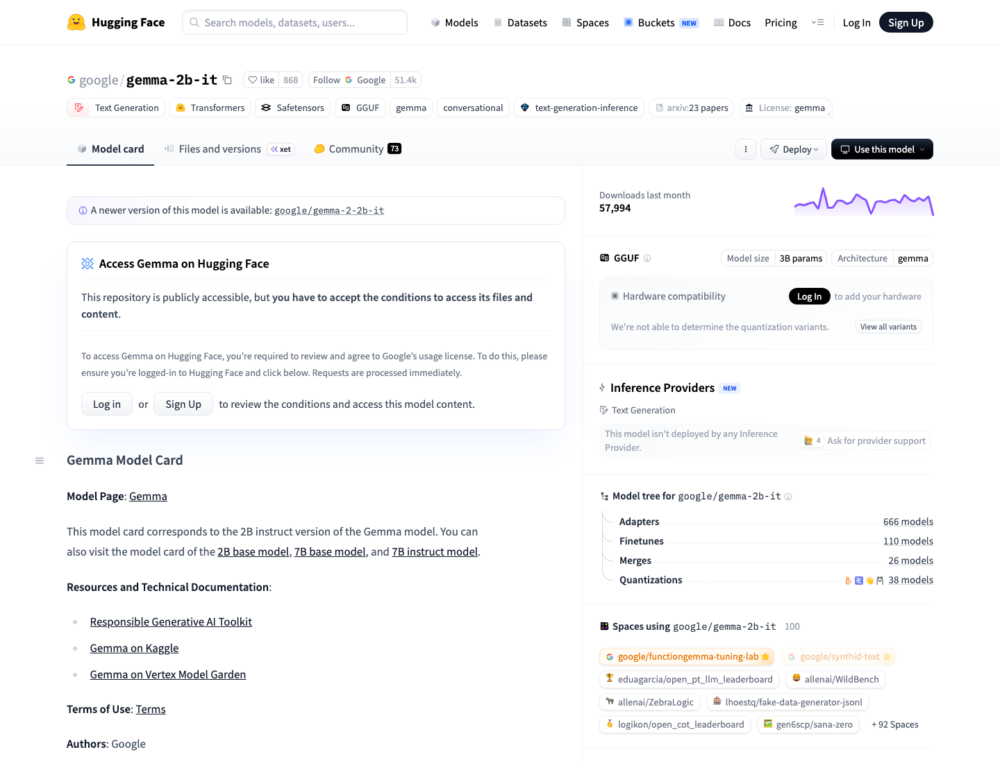 Hugging Face
Search models, datasets, users...
Models
Datasets
Spaces
Buckets NEW
Docs
Pricing
Log In
Sign Up
google/gemma-2b-it
like 868
Follow Google 51.4k
Text Generation
Transformers
Safetensors
GGUF
gemma
conversational
text-generation-inference
arxiv:23 papers
License: gemma
Model card
Files and versions xet
Community 73
Deploy
Use this model
A newer version of this model is available: google/gemma-2-2b-it
Access Gemma on Hugging Face
This repository is publicly accessible, but you have to accept the conditions to access its files and
content.
To access Gemma on Hugging Face, you’re required to review and agree to Google’s usage license. To do this, please
ensure you’re logged-in to Hugging Face and click below. Requests are processed immediately.
Log in or Sign Up to review the conditions and access this model content.
Gemma Model Card
Model Page: Gemma
This model card corresponds to the 2B instruct version of the Gemma model. You can
also visit the model card of the 2B base model, 7B base model, and 7B instruct model.
Resources and Technical Documentation:
Responsible Generative AI Toolkit
Gemma on Kaggle
Gemma on Vertex Model Garden
Terms of Use: Terms
Authors: Google
Downloads last month
57,994
GGUF
Model size 3B params
Architecture gemma
Hardware compatibility
Log In to add your hardware
We're not able to determine the quantization variants.
View all variants
Inference Providers NEW
Text Generation
This model isn't deployed by any Inference
Provider.
4 Ask for provider support
Model tree for google/gemma-2b-it
Adapters 666 models
Finetunes 110 models
Merges 26 models
Quantizations 38 models
Spaces using google/gemma-2b-it 100
google/functiongemma-tuning-lab
google/synthid-text
eduagarcia/open_pt_llm_leaderboard
allenai/WildBench
allenai/ZebraLogic
lhoestq/fake-data-generator-jsonl
logikon/open_cot_leaderboard
gen6scp/sana-zero
+ 92 Spaces